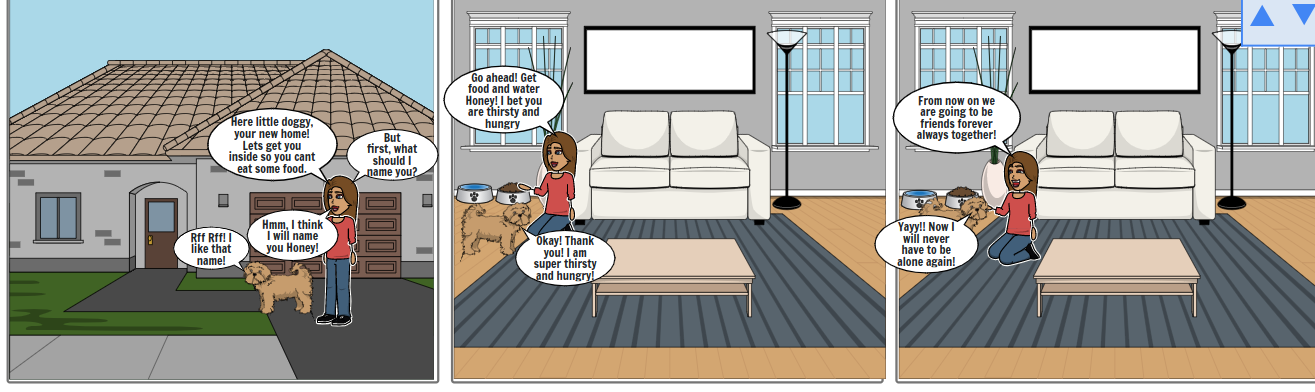 Here little doggy,
your new home!
Lets get you
inside so you cant
eat some food.
But
first, what
should I
name you?
Hmm, I think
I will name
you Honey!
Rff Rff! I
like that
name!
Go ahead! Get
food and water
Honey! I bet you
are thirsty and
hungry
Okay! Thank
you! I am
super thirsty
and hungry!
From now on we
are going to be
friends forever
always together!
Yayy!! Now I
will never
have to be
alone again!